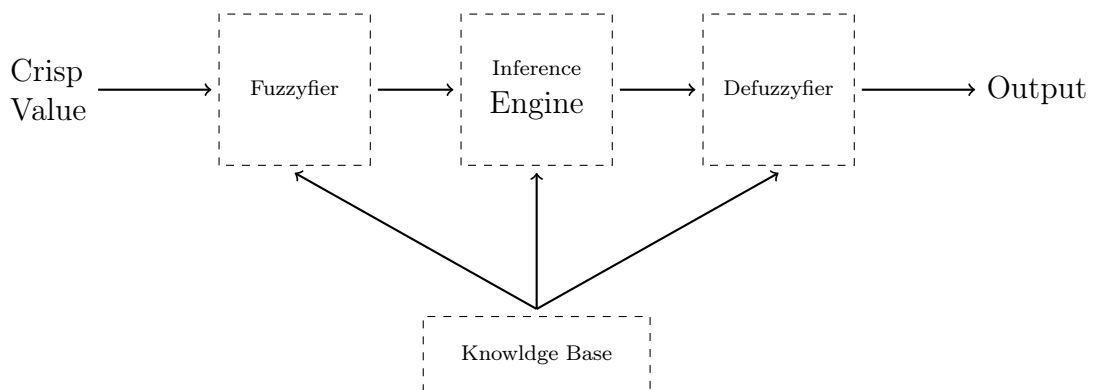 Crisp
Value
Fuzzyfier
Inference
Engine
Defuzzyfier
Output
Knowldge Base